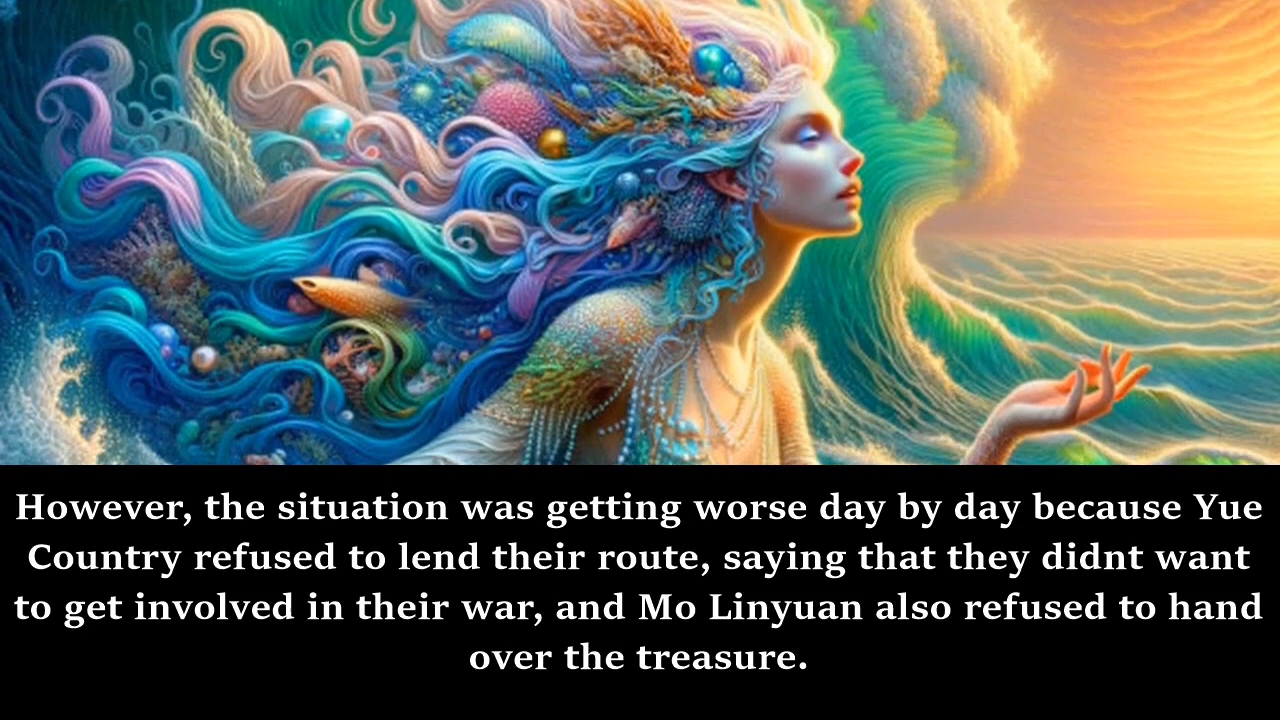 However, the situation was getting worse day by day because Yue
Country refused to lend their route, saying that they didnt want
to get involved in their war, and Mo Linyuan also refused to hand
over the treasure.